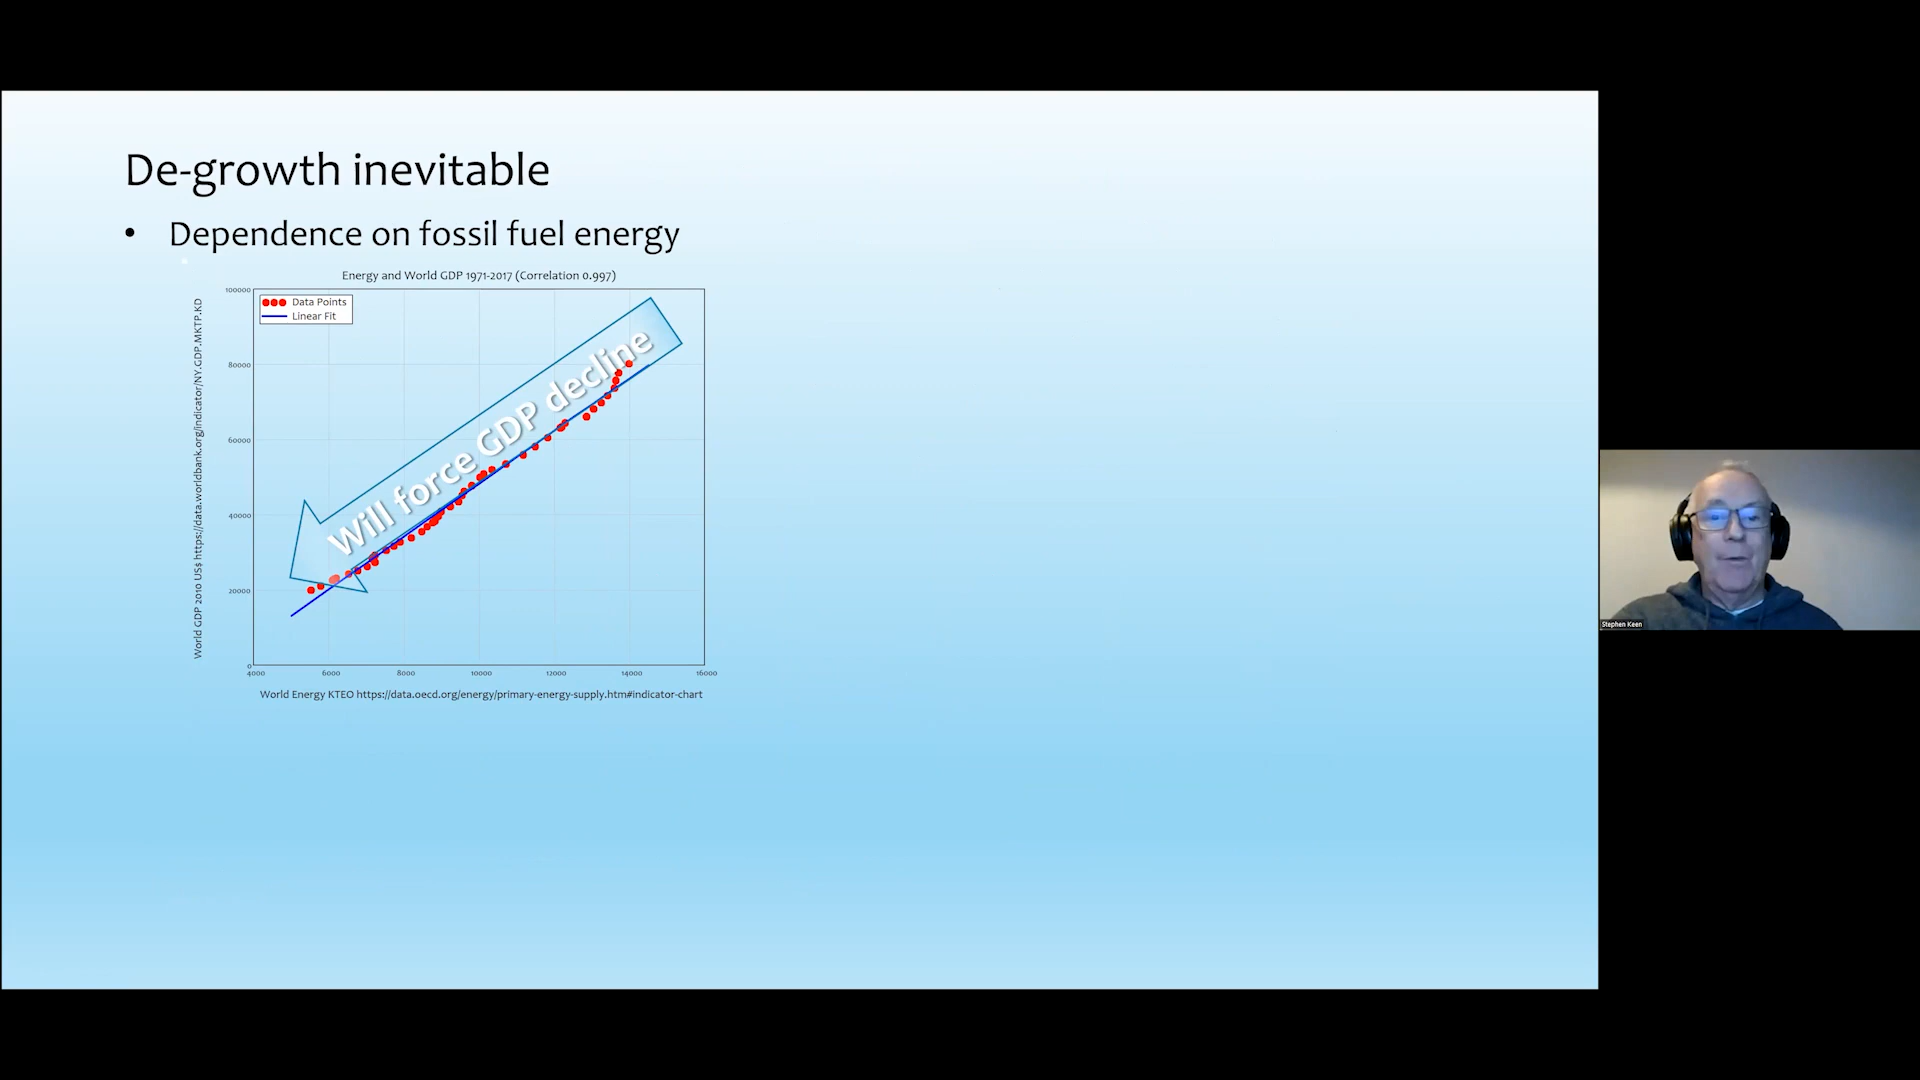 De-growth inevitable
• Dependence on fossil fuel energy
Energy and World GDP 1971-2017 (Correlation 0.997)
Data Points
Linear Fit
Will force GDP decline
World GDP 2010 US$ https://data.worldbank.org/indicator/NY.GDP.MKTP.KD
100000
80000
60000
40000
20000
0
4000 6000 8000 10000 12000 14000 16000
World Energy KTEO https://data.oecd.org/energy/primary-energy-supply.htm#indicator-chart
Stephen Keen